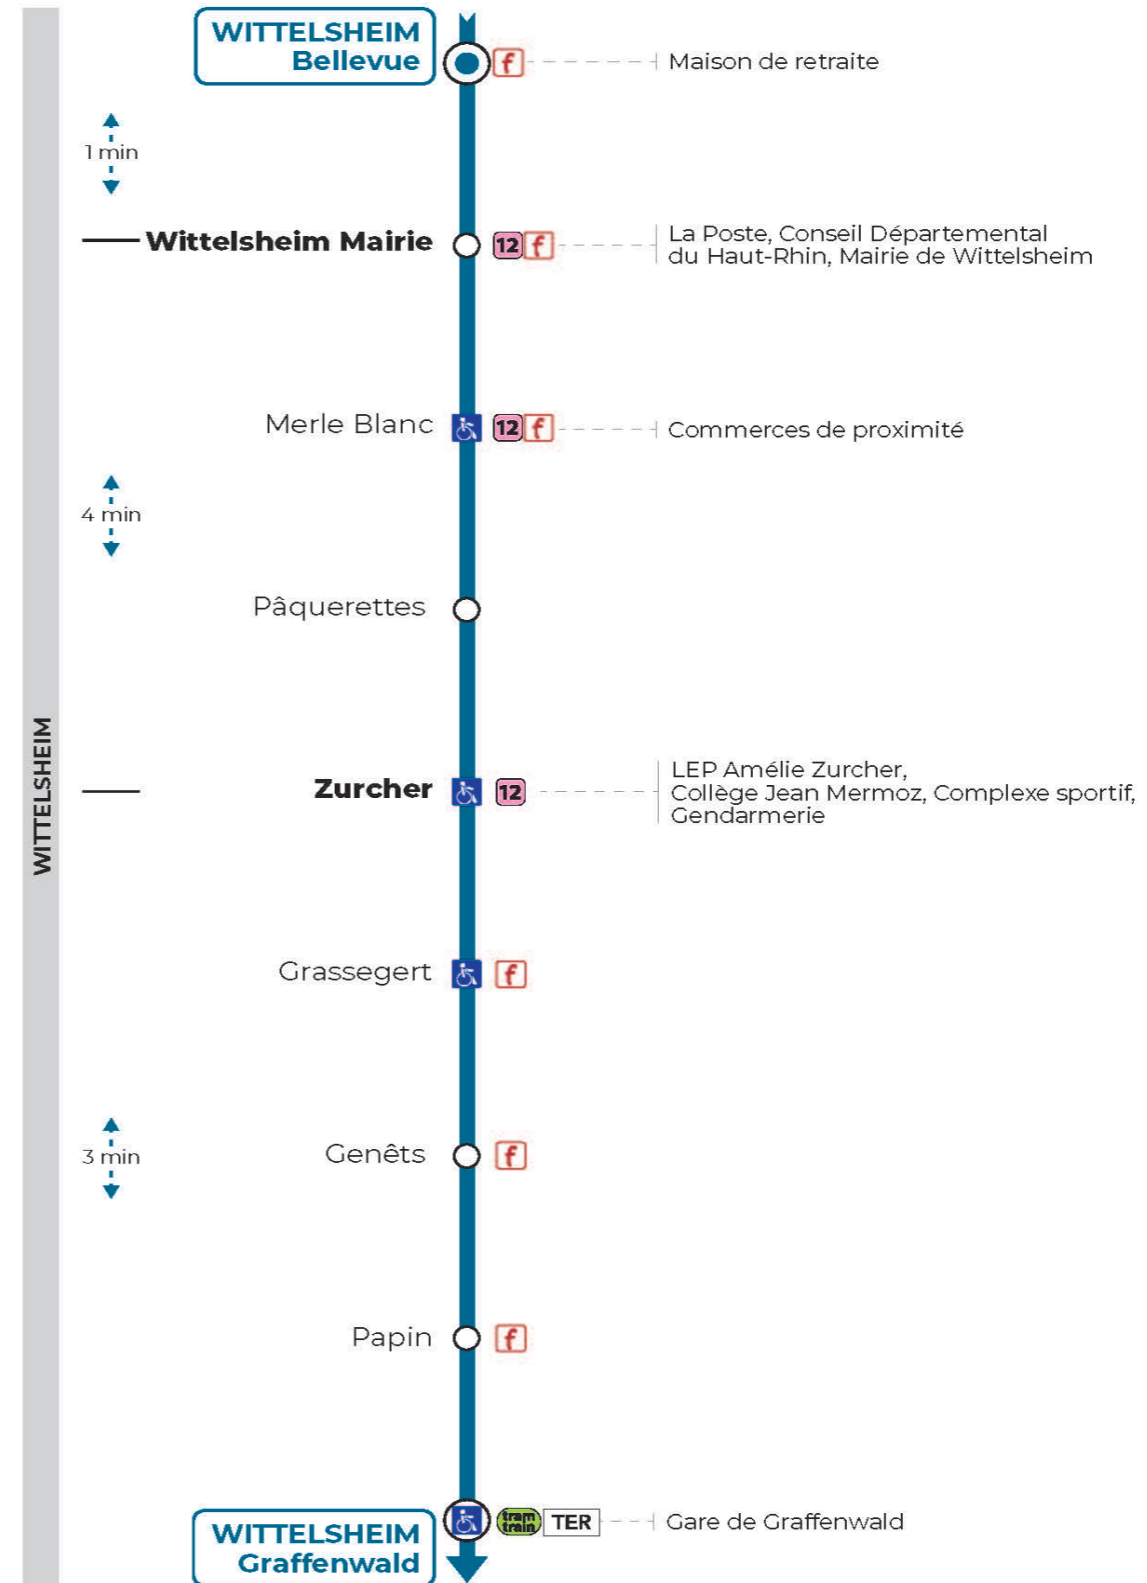 WITTELSHEIM
Bellevue
f
Maison de retraite
1 min
Wittelsheim Mairie
12 f
La Poste, Conseil Départemental
du Haut-Rhin, Mairie de Wittelsheim
Merle Blanc
12 f
Commerces de proximité
4 min
Pâquerettes
WITTELSHEIM
Zurcher
12
LEP Amélie Zurcher,
Collège Jean Mermoz, Complexe sportif,
Gendarmerie
Grassegert
f
3 min
Genêts
f
Papin
f
WITTELSHEIM
Graffenwald
tram
train
TER
Gare de Graffenwald